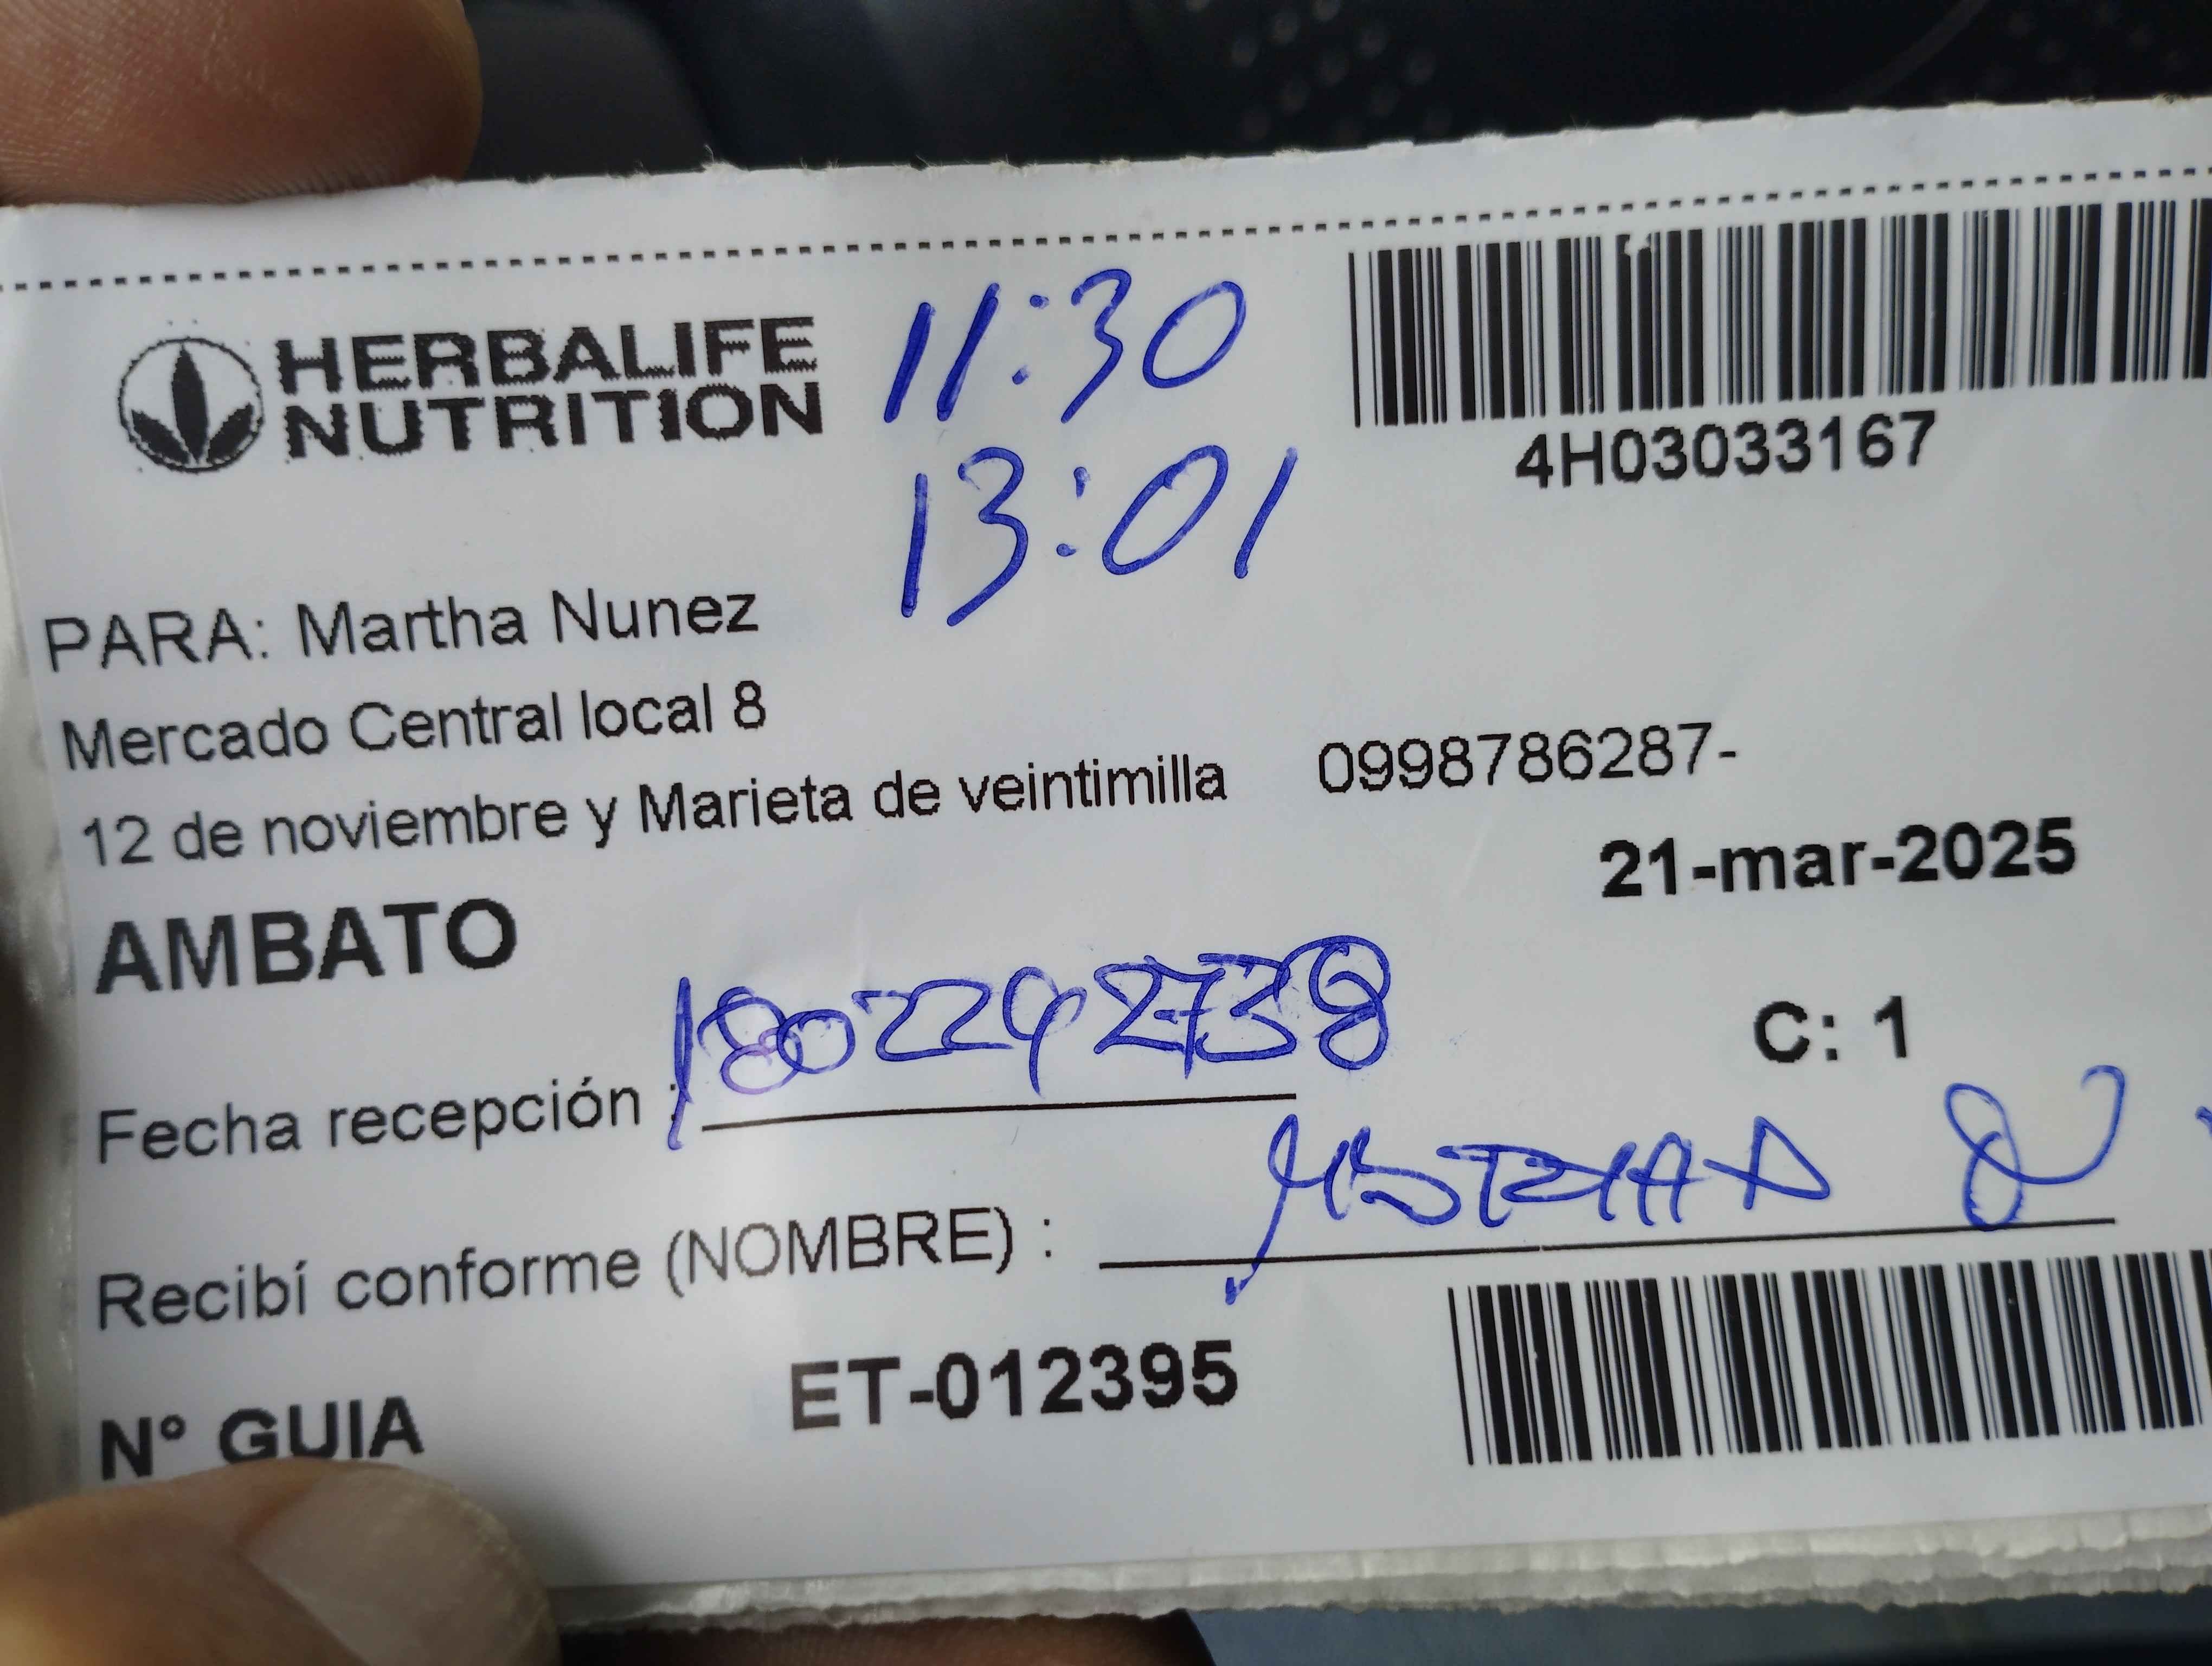 HERBALIFE
NUTRITION
11:30
13:01
4H03033167
PARA: Martha Nunez
Mercado Central local 8
12 de noviembre y Marieta de veintimilla 0998786287-
21-mar-2025
AMBATO
C: 1
Fecha recepción : 1802242738
Recibí conforme (NOMBRE) :
N° GUIA ET-012395